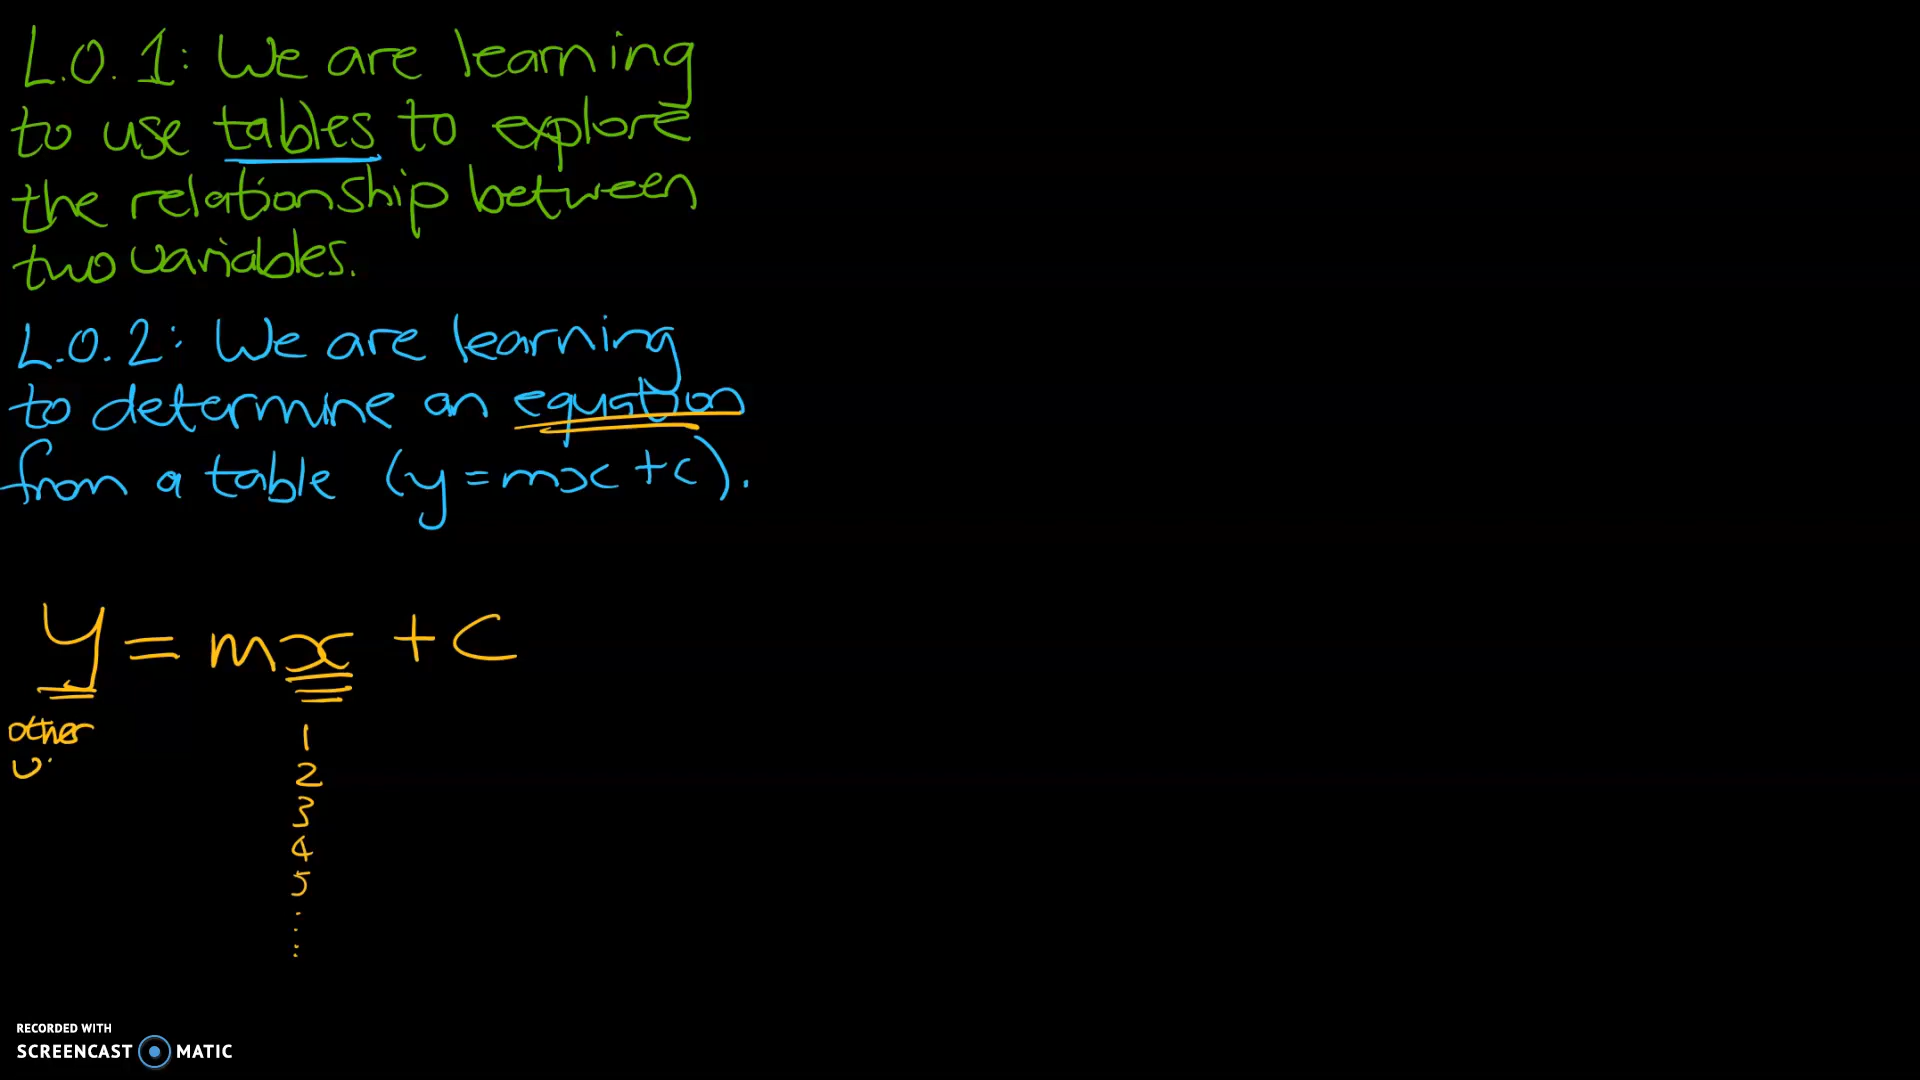 L.O. 1: We are learning
to use tables to explore
the relationship between
two variables.
L.O. 2: We are learning
to determine an equation
from a table (y=mx+c).
y = mx + c
other
1
2
3
4
5
RECORDED WITH
SCREENCAST MATIC